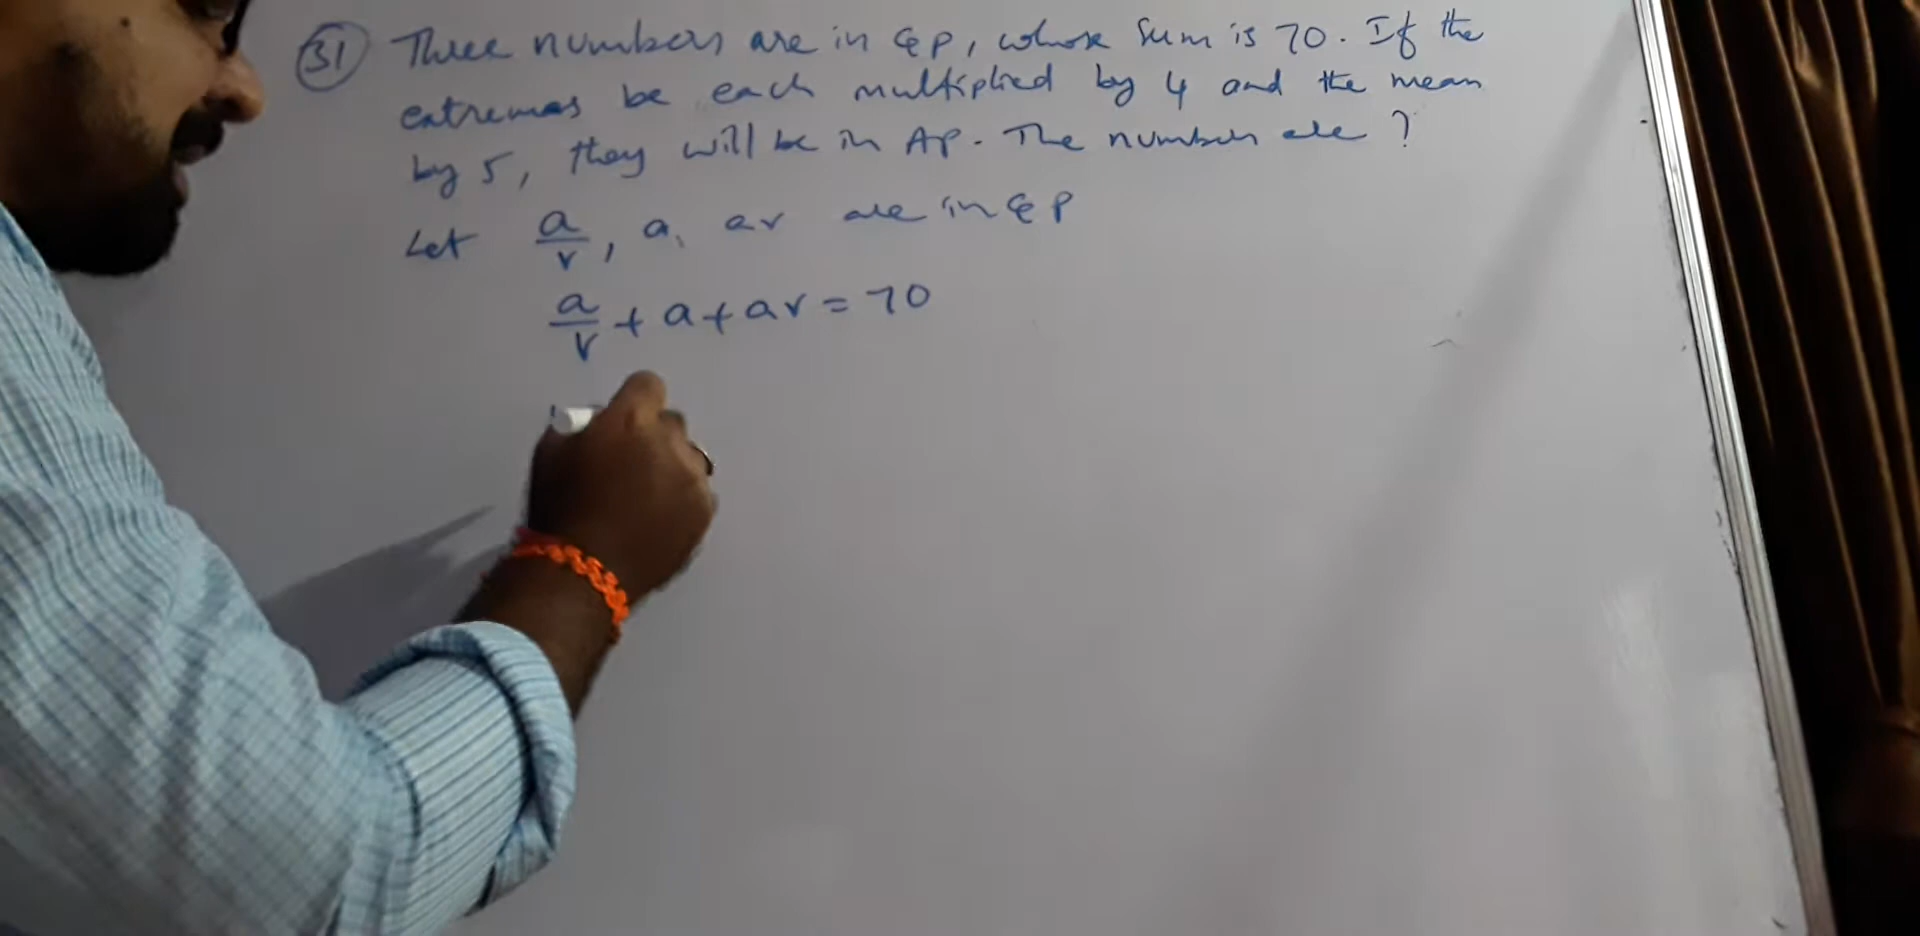 31 Three numbers are in GP, whose sum is 70. If the
extremes be each multiplied by 4 and the mean
by 5, they will be in AP. The numbers are ?
Let a/r, a, ar are in GP
a/r + a + ar = 70